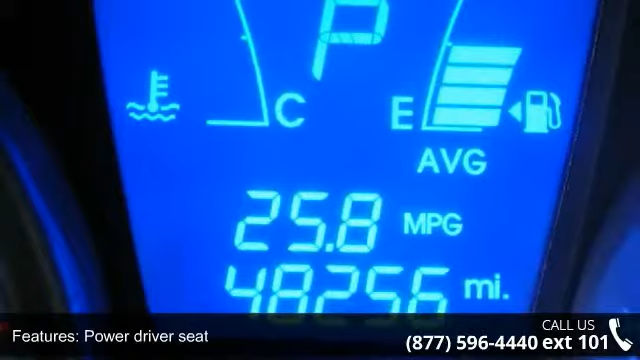 P
C
E
AVG
25.8 MPG
48256 mi.
Features: Power driver seat
CALL US
(877) 596-4440 ext 101